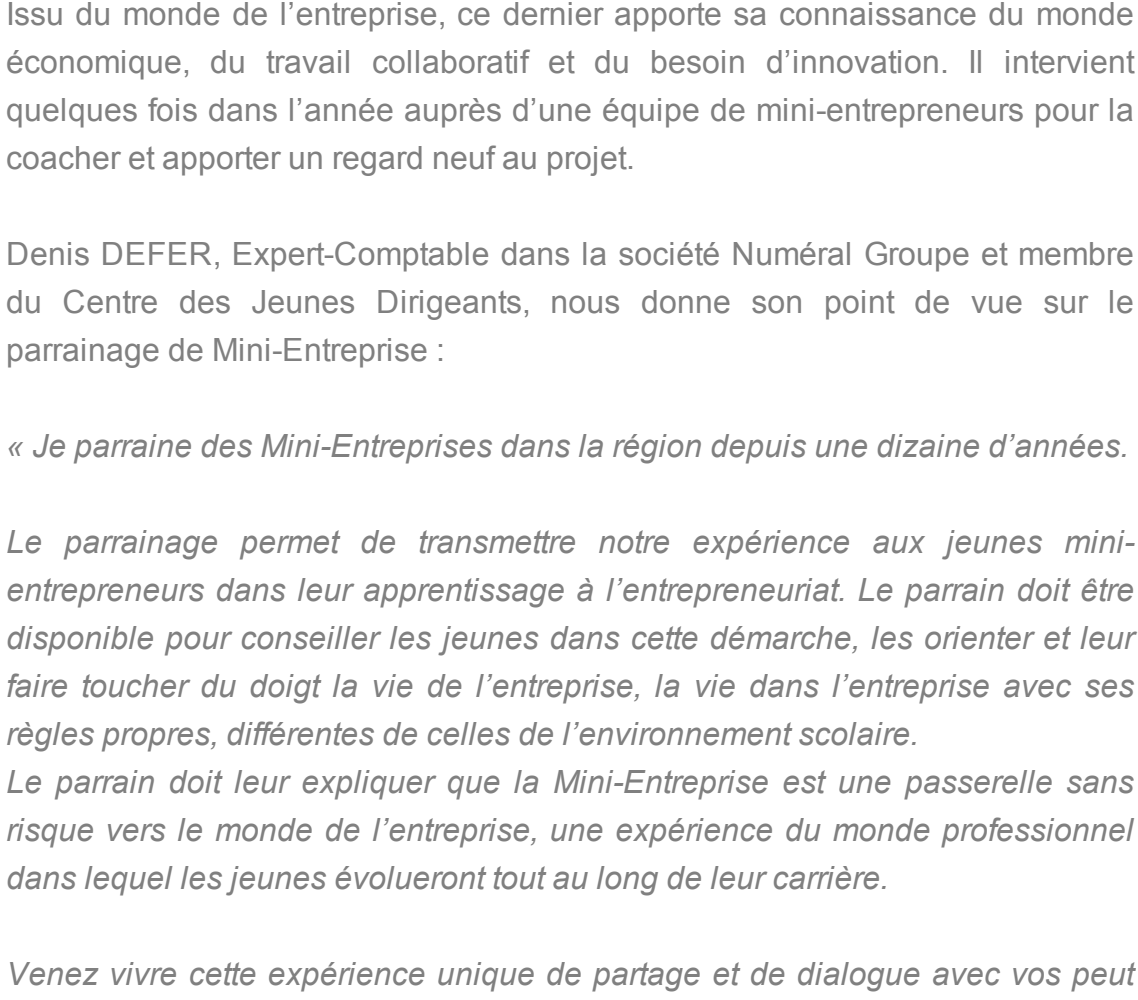 Issu du monde de l’entreprise, ce dernier apporte sa connaissance du monde
économique, du travail collaboratif et du besoin d’innovation. Il intervient
quelques fois dans l’année auprès d’une équipe de mini-entrepreneurs pour la
coacher et apporter un regard neuf au projet.
Denis DEFER, Expert-Comptable dans la société Numéral Groupe et membre
du Centre des Jeunes Dirigeants, nous donne son point de vue sur le
parrainage de Mini-Entreprise :
« Je parraine des Mini-Entreprises dans la région depuis une dizaine d’années.
Le parrainage permet de transmettre notre expérience aux jeunes mini-
entrepreneurs dans leur apprentissage à l’entrepreneuriat. Le parrain doit être
disponible pour conseiller les jeunes dans cette démarche, les orienter et leur
faire toucher du doigt la vie de l’entreprise, la vie dans l’entreprise avec ses
règles propres, différentes de celles de l’environnement scolaire.
Le parrain doit leur expliquer que la Mini-Entreprise est une passerelle sans
risque vers le monde de l’entreprise, une expérience du monde professionnel
dans lequel les jeunes évolueront tout au long de leur carrière.
Venez vivre cette expérience unique de partage et de dialogue avec vos peut